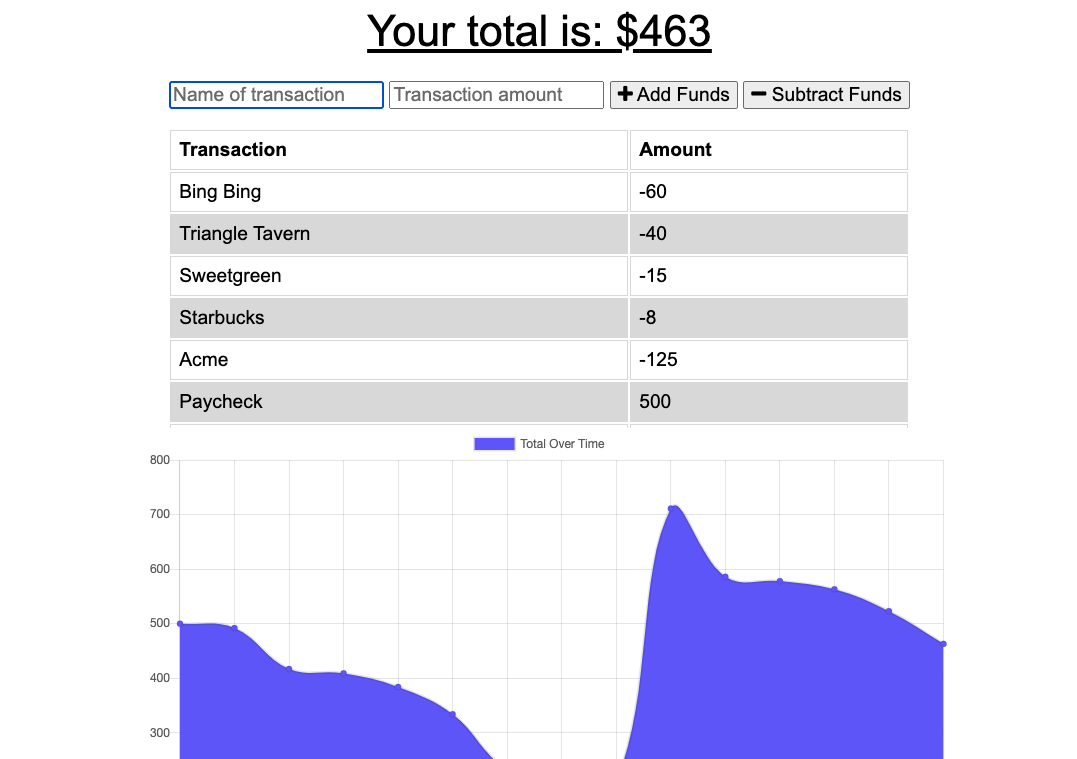 Your total is: $463
Name of transaction Transaction amount Add Funds Subtract Funds
Transaction Amount
Bing Bing -60
Triangle Tavern -40
Sweetgreen -15
Starbucks -8
Acme -125
Paycheck 500
Total Over Time
800
700
600
500
400
300